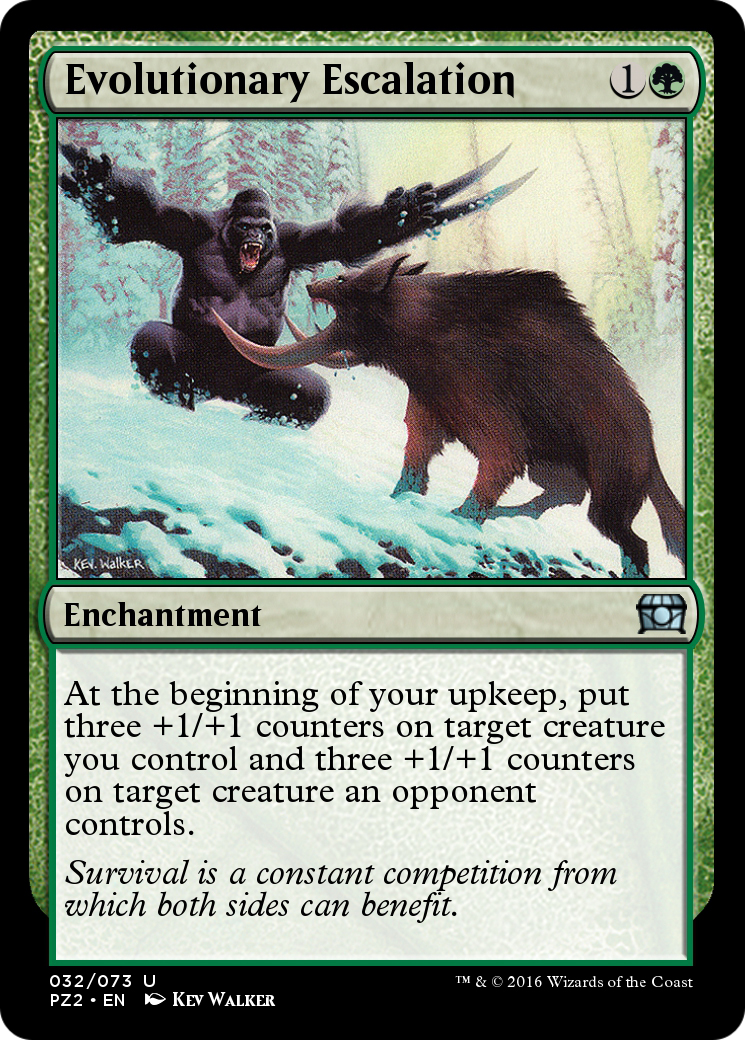 Evolutionary Escalation 1
KEV. WALKER
Enchantment
At the beginning of your upkeep, put
three +1/+1 counters on target creature
you control and three +1/+1 counters
on target creature an opponent
controls.
Survival is a constant competition from
which both sides can benefit.
032/073 U
™ & © 2016 Wizards of the Coast
PZ2 • EN KEV WALKER